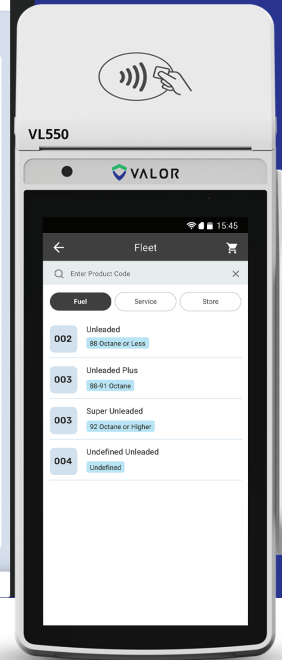 VL550
VALOR
15:45
Fleet
Enter Product Code
Fuel
Service
Store
002
Unleaded
88 Octane or Less
003
Unleaded Plus
88-91 Octane
003
Super Unleaded
92 Octane or Higher
004
Undefined Unleaded
Undefined